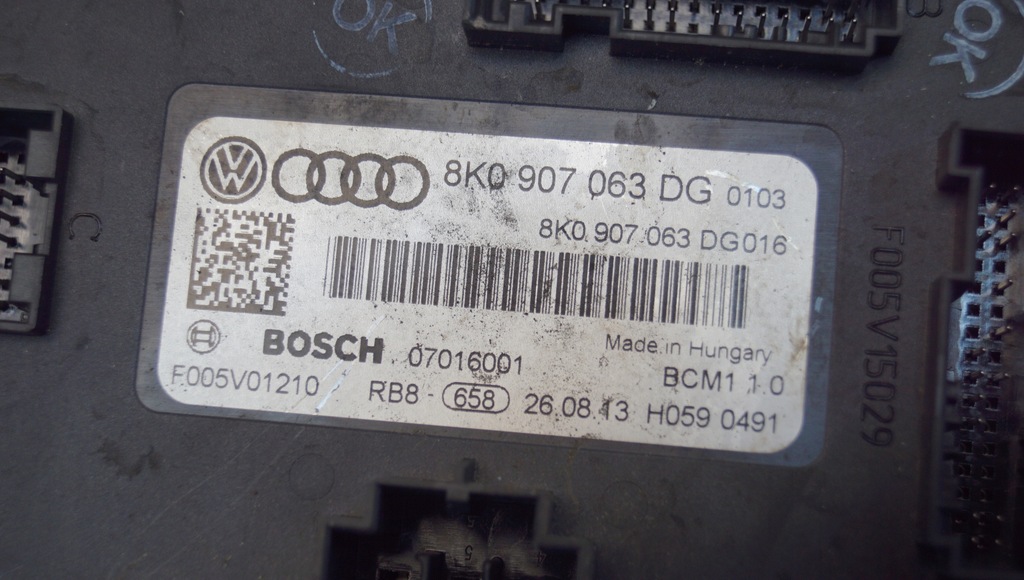 OK
B
OK
8K0 907 063 DG 0103
8K0 907 063 DG016
C
BOSCH 07016001
Made in Hungary
BCM1 1.0
F005V01210
RB8 - 658 26.08.13 H059 0491
F005V15029
5